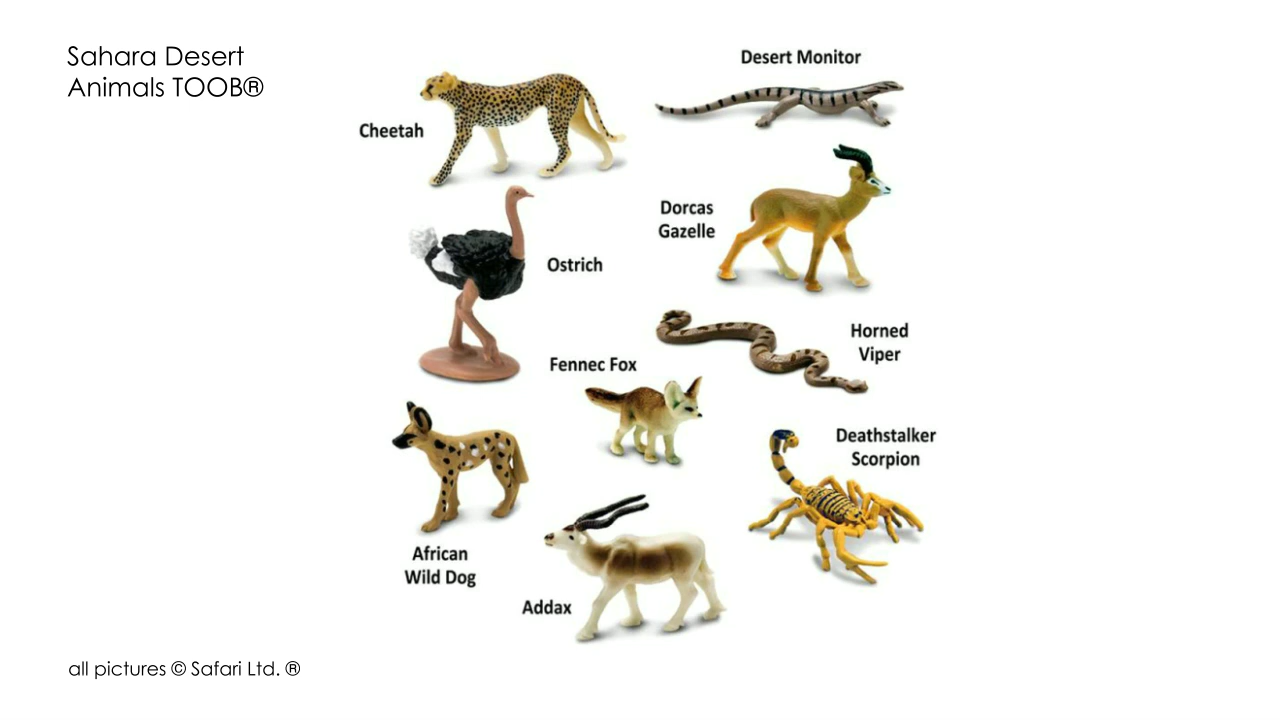 Sahara Desert
Animals TOOB®
Desert Monitor
Cheetah
Dorcas
Gazelle
Ostrich
Horned
Viper
Fennec Fox
Deathstalker
Scorpion
African
Wild Dog
Addax
all pictures © Safari Ltd. ®